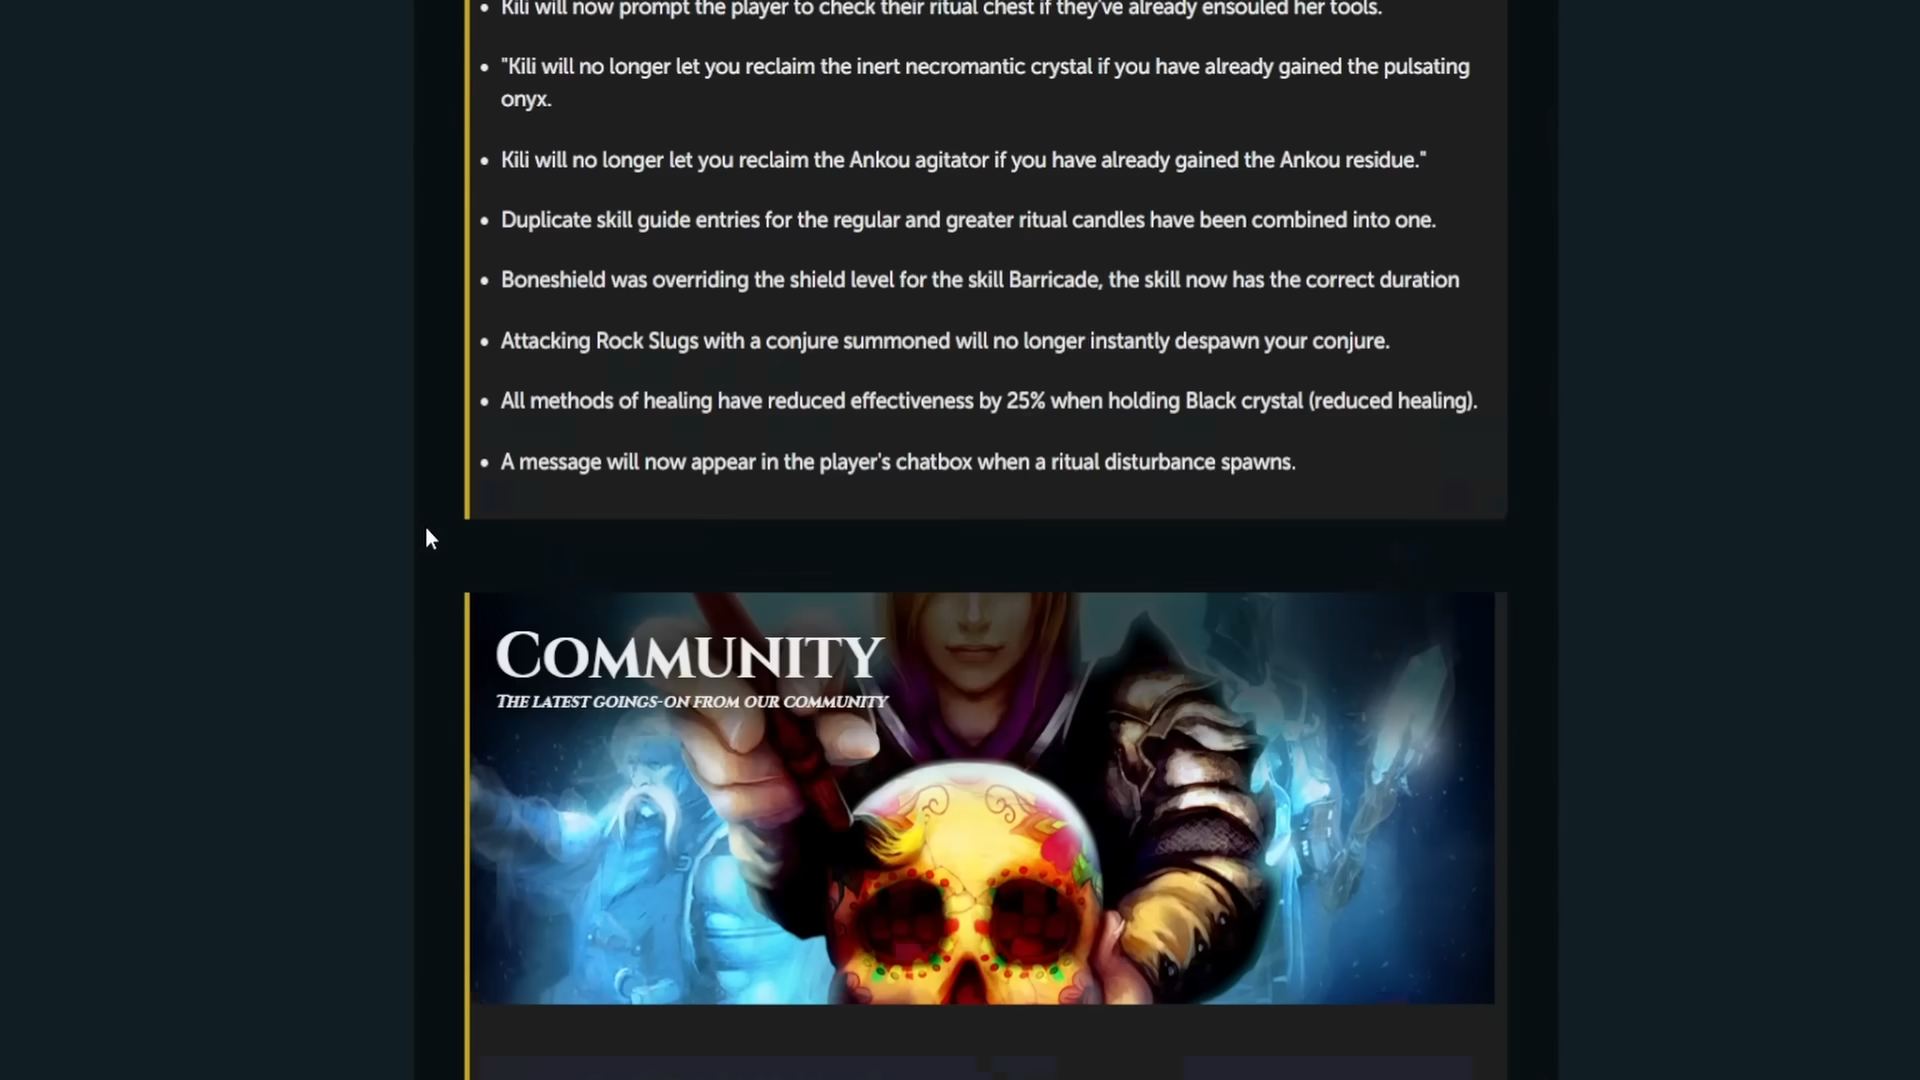 • Kili will now prompt the player to check their ritual chest if they've already ensouled her tools.
• "Kili will no longer let you reclaim the inert necromantic crystal if you have already gained the pulsating
onyx.
• Kili will no longer let you reclaim the Ankou agitator if you have already gained the Ankou residue."
• Duplicate skill guide entries for the regular and greater ritual candles have been combined into one.
• Boneshield was overriding the shield level for the skill Barricade, the skill now has the correct duration
• Attacking Rock Slugs with a conjure summoned will no longer instantly despawn your conjure.
• All methods of healing have reduced effectiveness by 25% when holding Black crystal (reduced healing).
• A message will now appear in the player's chatbox when a ritual disturbance spawns.
COMMUNITY
THE LATEST GOINGS-ON FROM OUR COMMUNITY